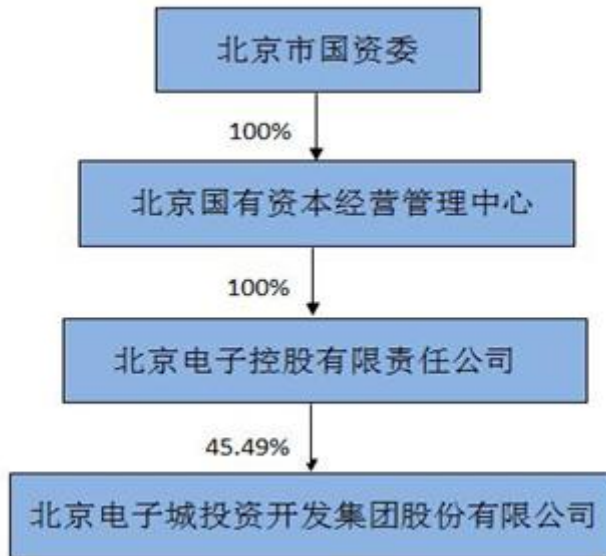 北京市国资委
100%
北京国有资本经营管理中心
100%
北京电子控股有限责任公司
45.49%
北京电子城投资开发集团股份有限公司